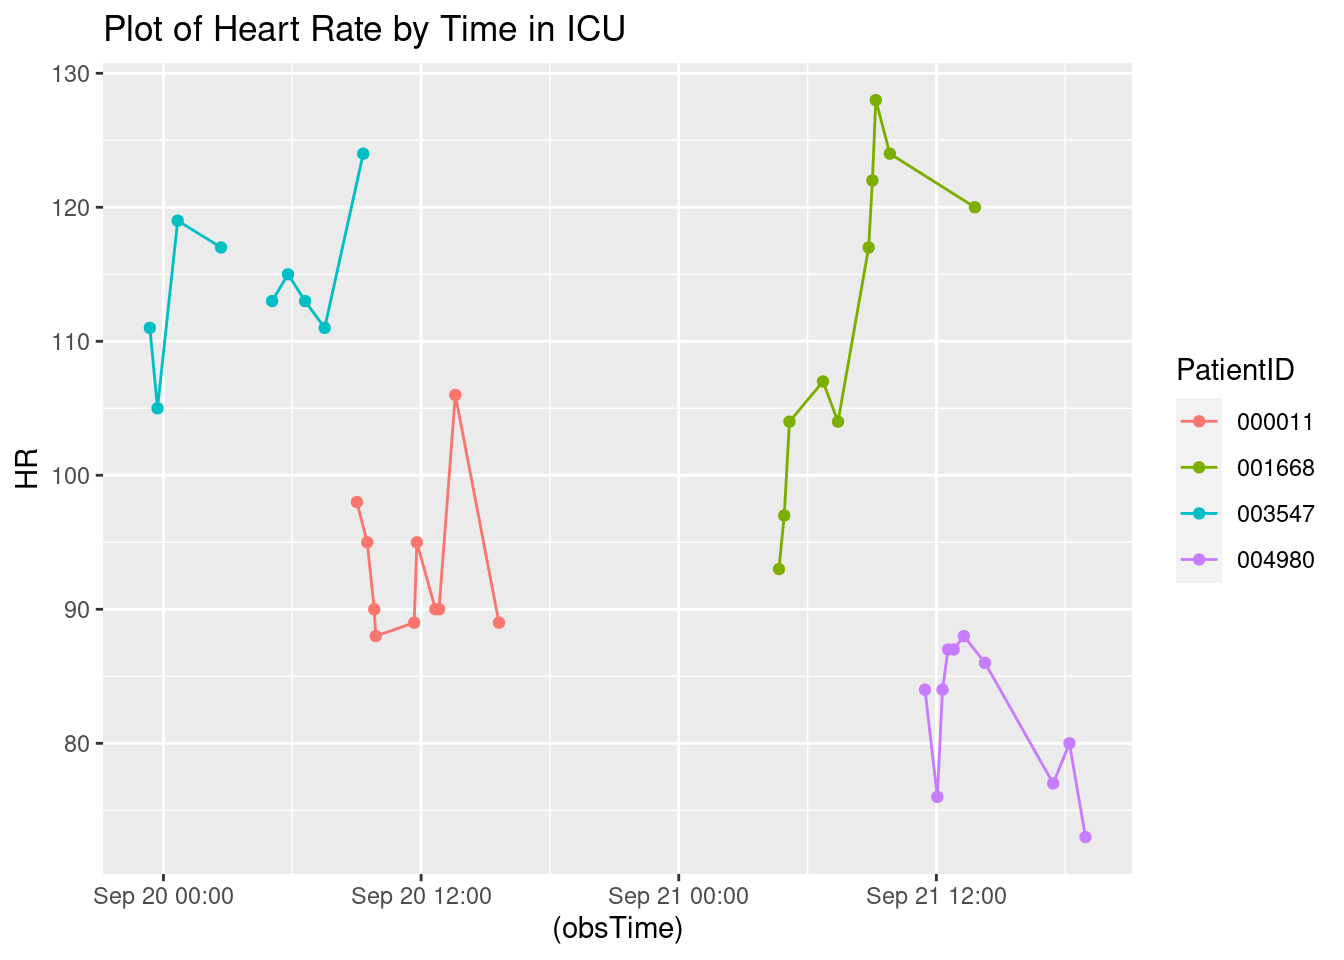 Plot of Heart Rate by Time in ICU
130
120
110
100
90
80
HR
Sep 20 00:00
Sep 20 12:00
Sep 21 00:00
Sep 21 12:00
(obsTime)
PatientID
000011
001668
003547
004980